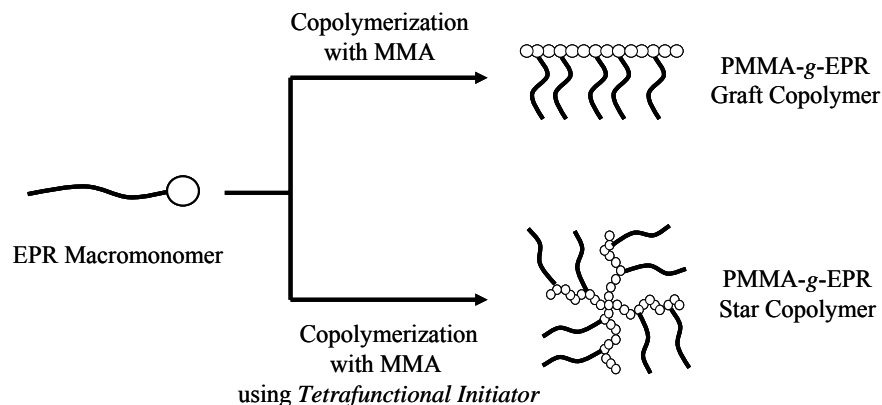 Copolymerization
with MMA
PMMA-g-EPR
Graft Copolymer
EPR Macromonomer
PMMA-g-EPR
Star Copolymer
Copolymerization
with MMA
using Tetrafunctional Initiator